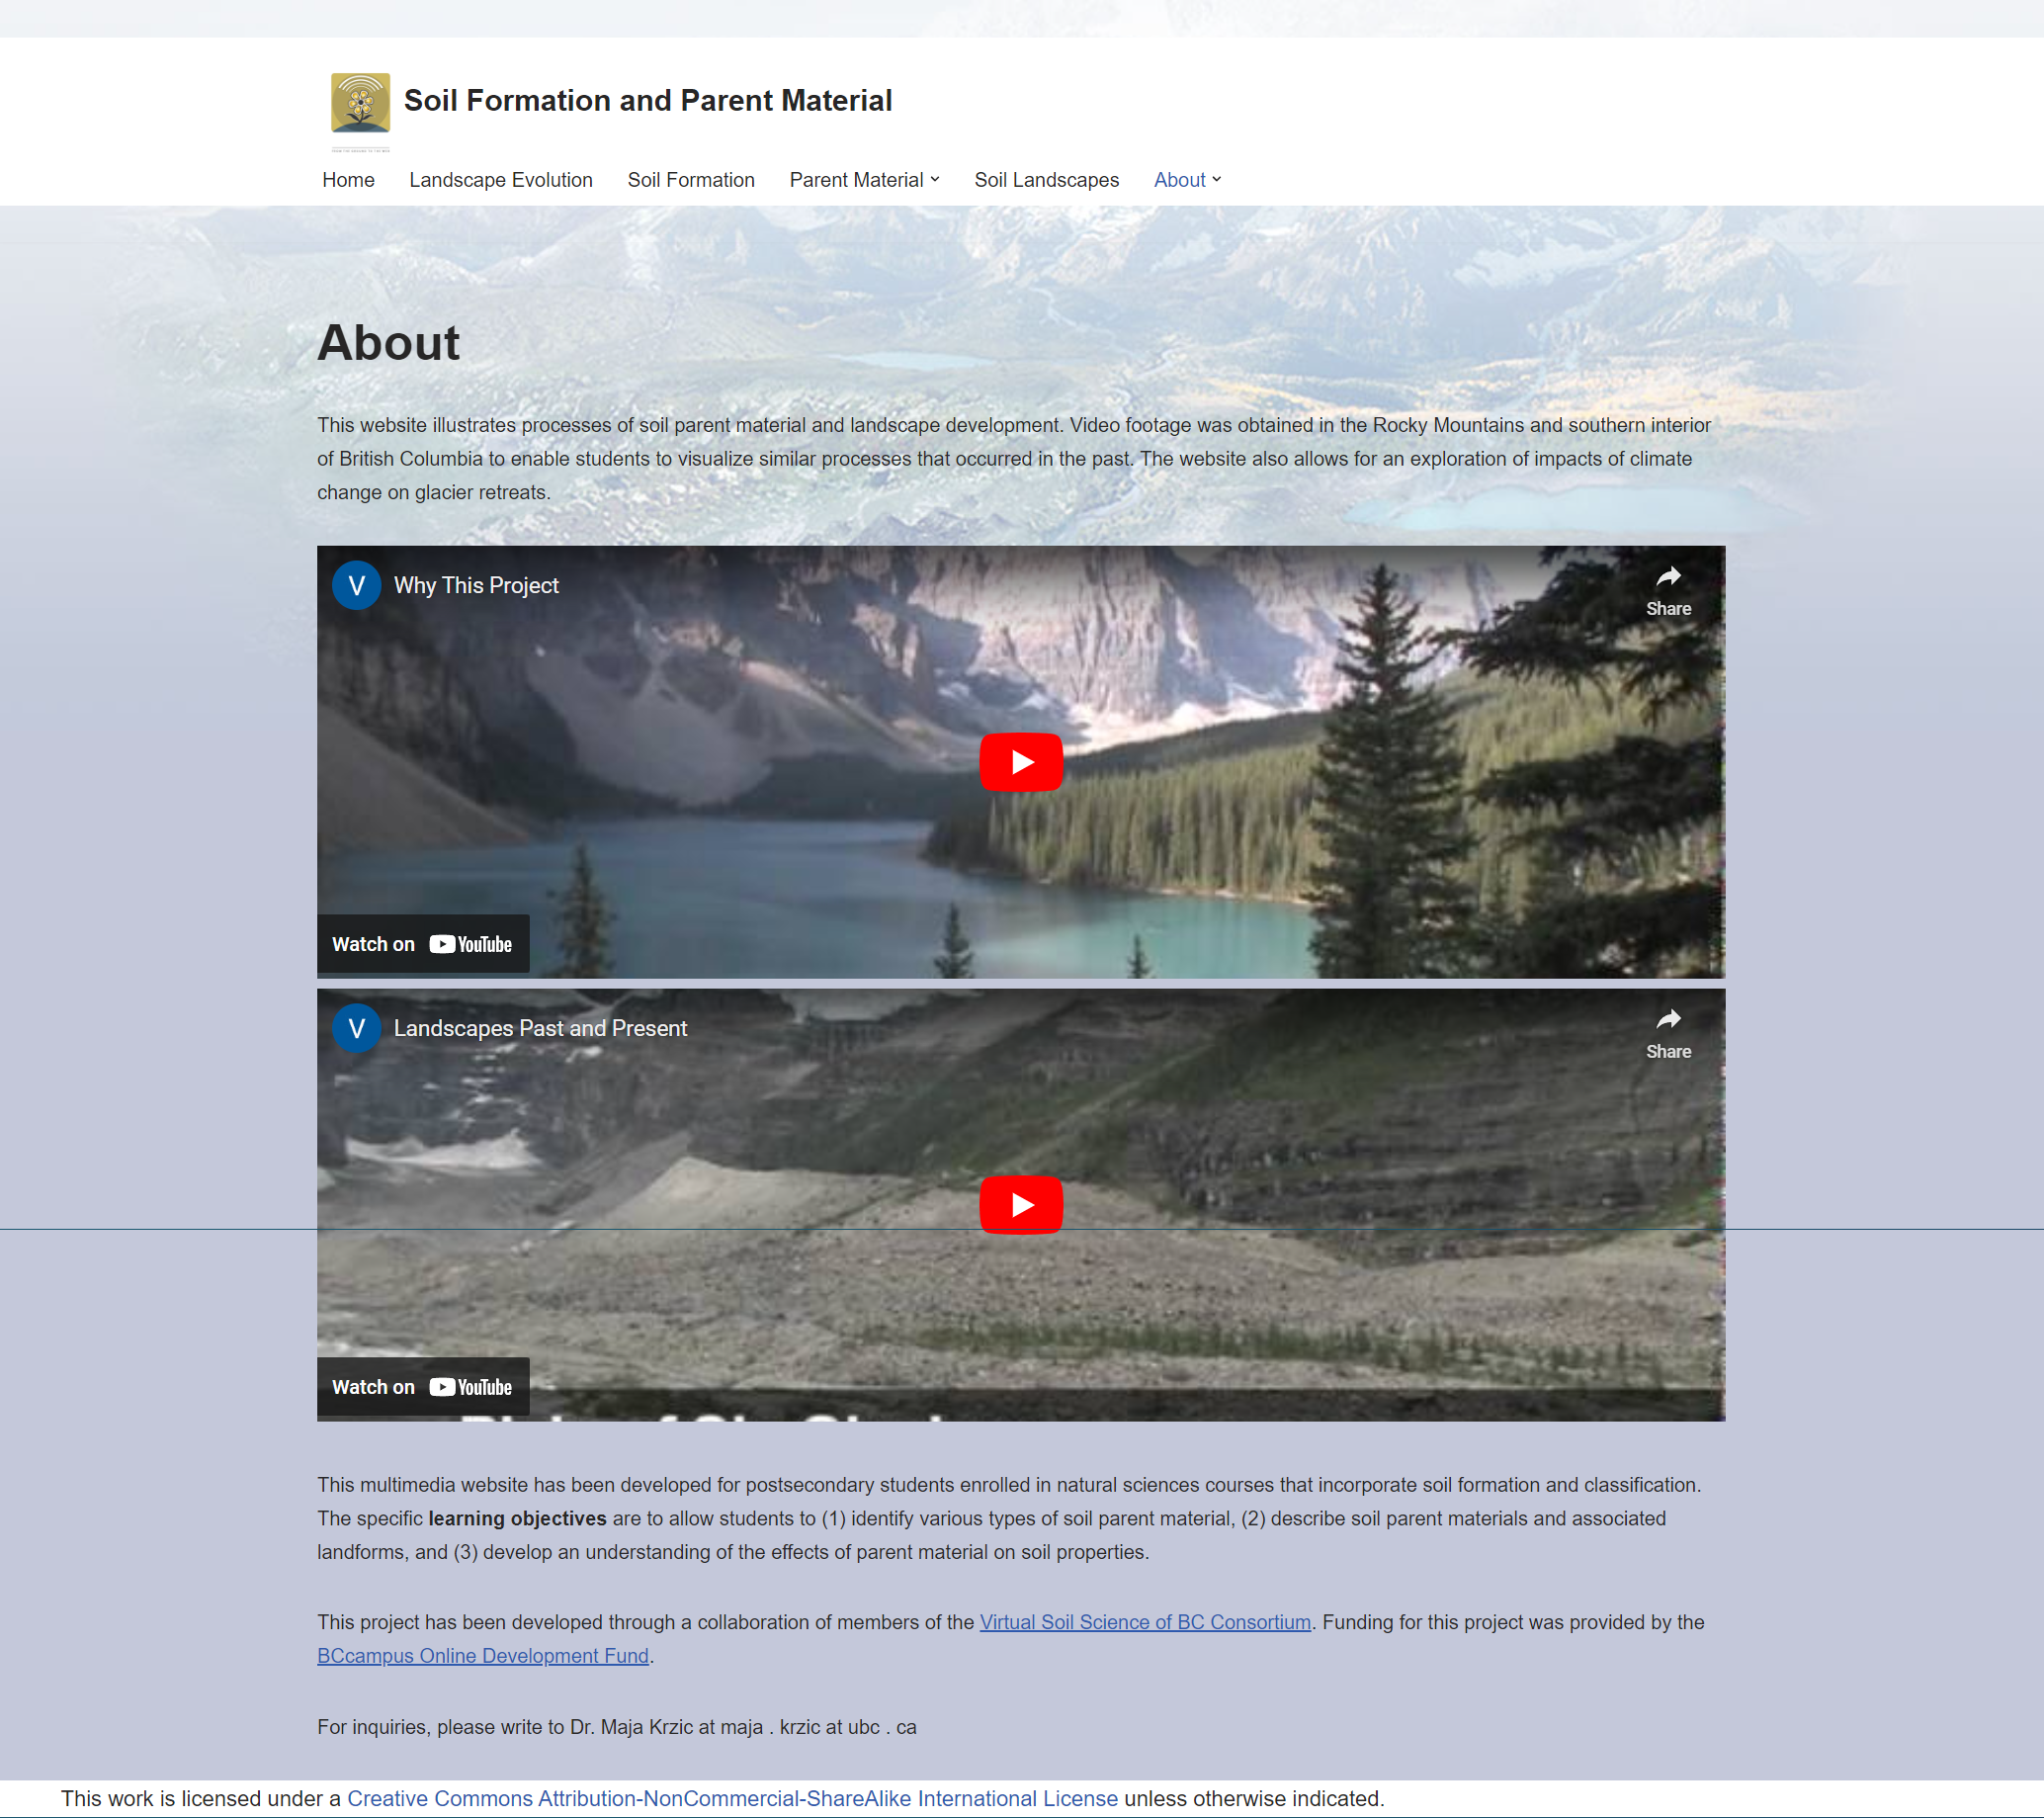 Soil Formation and Parent Material
Home Landscape Evolution Soil Formation Parent Material Soil Landscapes About
About
This website illustrates processes of soil parent material and landscape development. Video footage was obtained in the Rocky Mountains and southern interior
of British Columbia to enable students to visualize similar processes that occurred in the past. The website also allows for an exploration of impacts of climate
change on glacier retreats.
V Why This Project
Share
Watch on YouTube
V Landscapes Past and Present
Share
Watch on YouTube
This multimedia website has been developed for postsecondary students enrolled in natural sciences courses that incorporate soil formation and classification.
The specific learning objectives are to allow students to (1) identify various types of soil parent material, (2) describe soil parent materials and associated
landforms, and (3) develop an understanding of the effects of parent material on soil properties.
This project has been developed through a collaboration of members of the Virtual Soil Science of BC Consortium. Funding for this project was provided by the
BCcampus Online Development Fund.
For inquiries, please write to Dr. Maja Krzic at maja . krzic at ubc . ca
This work is licensed under a Creative Commons Attribution-NonCommercial-ShareAlike International License unless otherwise indicated.